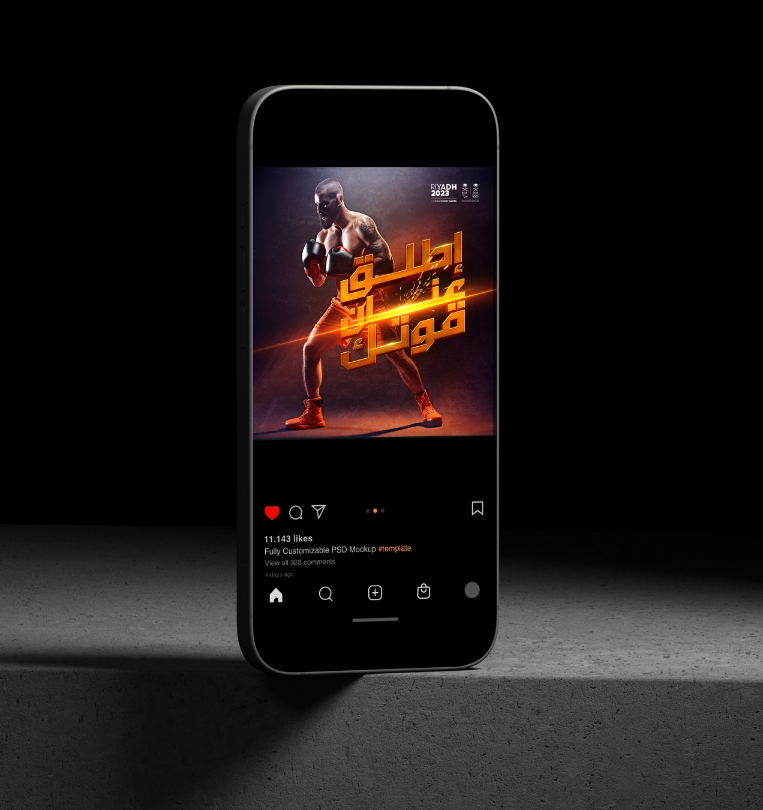 RIYADH
2023
إطلق
عنان
قوتك
11.143 likes
Fully Customizable PSD Mockup #template
View all 328 comments
4 days ago